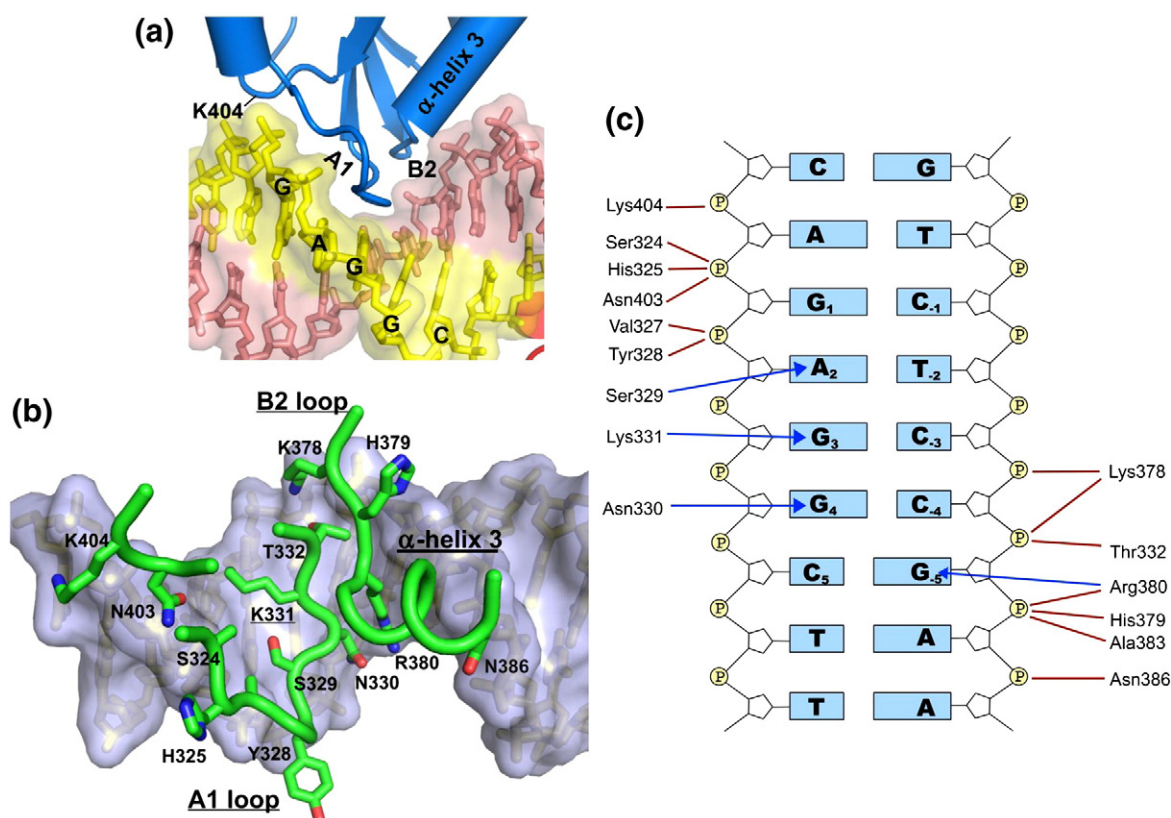 (a)
α-helix 3
K404
A1
B2
G
A
G
G
C
(b)
B2 loop
K378
H379
K404
T332
α-helix 3
N403
K331
S324
S329
N330
R380
N386
H325
Y328
A1 loop
(c)
C G
P P
Lys404
A T
Ser324
His325
P P
Asn403
G1 C-1
Val327
P P
Tyr328
A2 T-2
Ser329
P P
Lys331
G3 C-3
P P
Lys378
Asn330
G4 C-4
P P
Thr332
C5 G-5
Arg380
P P
His379
Ala383
T A
P P
Asn386
T A